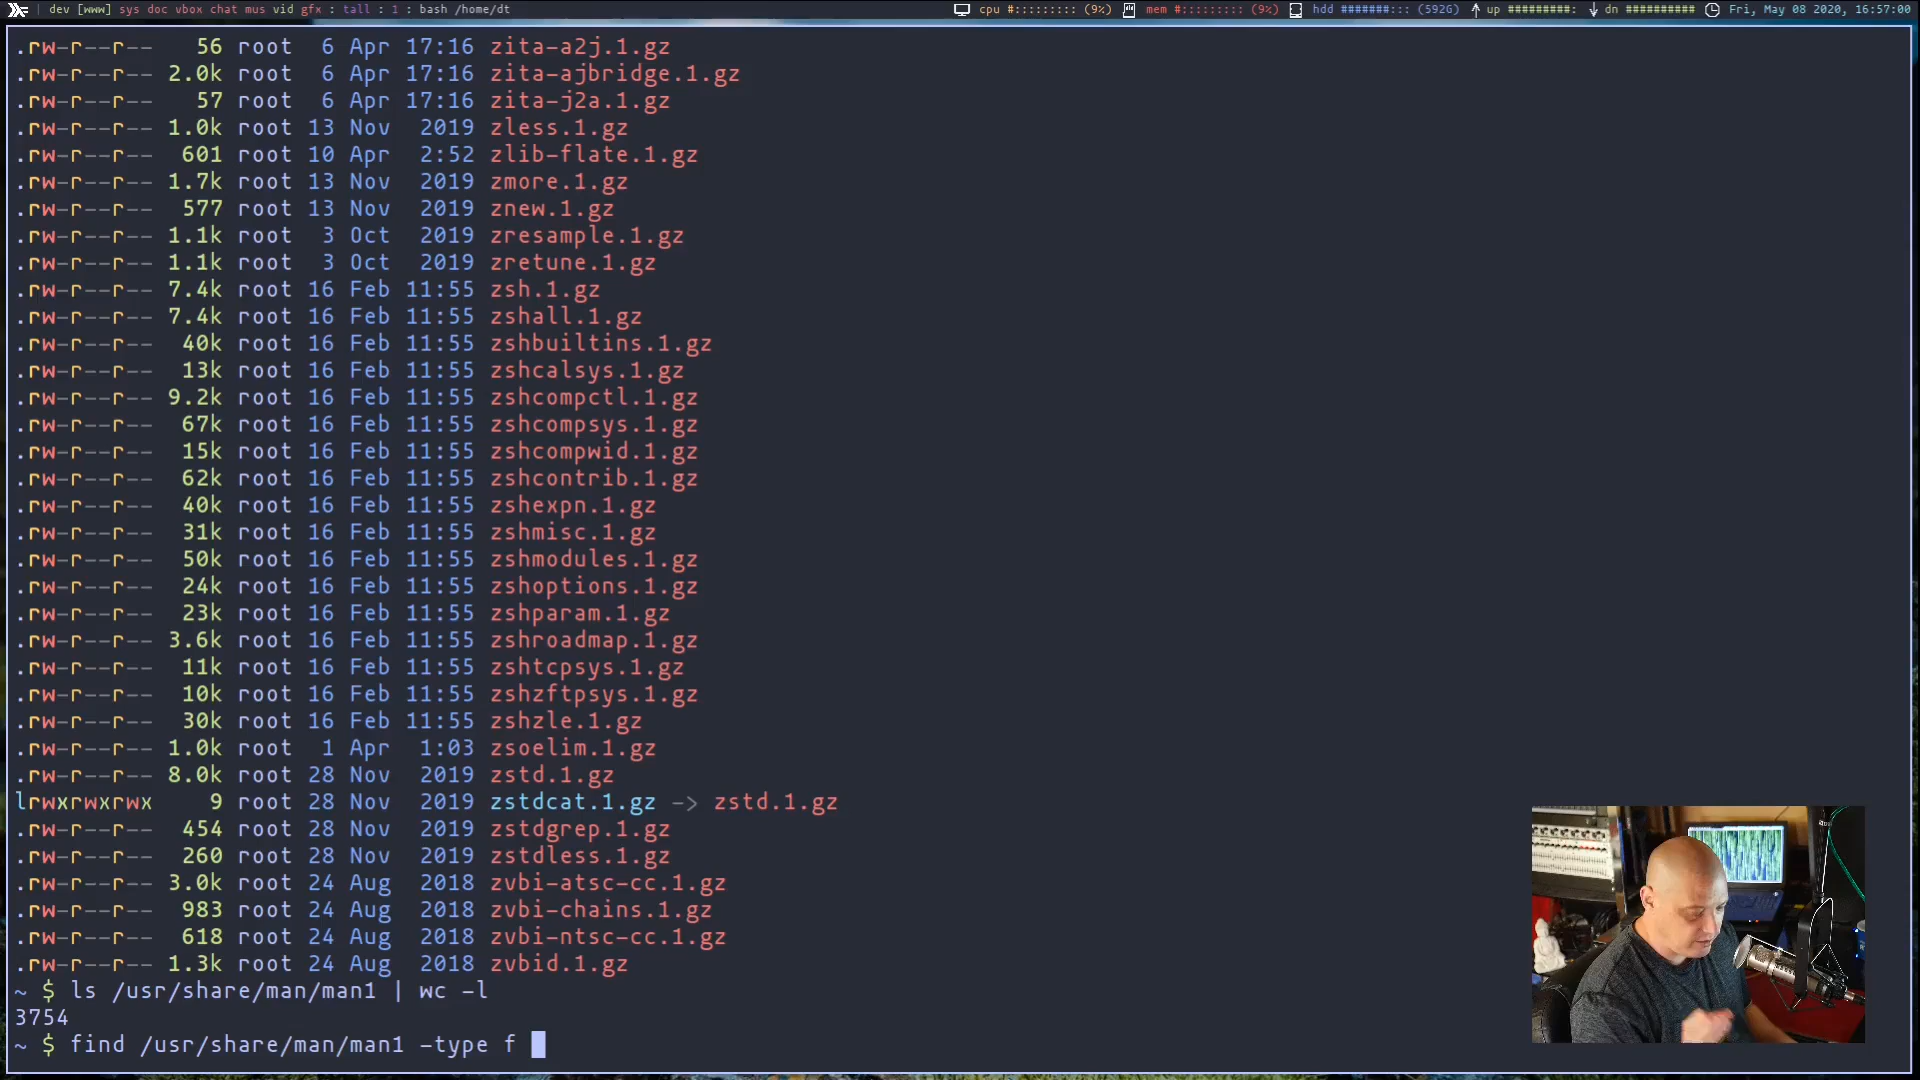 dev [www] sys doc vbox chat mus vid gfx : tall : 1 : bash /home/dt cpu #::::::::: (9%) mem #::::::::: (9%) hdd #######::: (592G) up #########: dn ########## Fri, May 08 2020, 16:57:00
.rw-r--r-- 56 root 6 Apr 17:16 zita-a2j.1.gz
.rw-r--r-- 2.0k root 6 Apr 17:16 zita-ajbridge.1.gz
.rw-r--r-- 57 root 6 Apr 17:16 zita-j2a.1.gz
.rw-r--r-- 1.0k root 13 Nov 2019 zless.1.gz
.rw-r--r-- 601 root 10 Apr 2:52 zlib-flate.1.gz
.rw-r--r-- 1.7k root 13 Nov 2019 zmore.1.gz
.rw-r--r-- 577 root 13 Nov 2019 znew.1.gz
.rw-r--r-- 1.1k root 3 Oct 2019 zresample.1.gz
.rw-r--r-- 1.1k root 3 Oct 2019 zretune.1.gz
.rw-r--r-- 7.4k root 16 Feb 11:55 zsh.1.gz
.rw-r--r-- 7.4k root 16 Feb 11:55 zshall.1.gz
.rw-r--r-- 40k root 16 Feb 11:55 zshbuiltins.1.gz
.rw-r--r-- 13k root 16 Feb 11:55 zshcalsys.1.gz
.rw-r--r-- 9.2k root 16 Feb 11:55 zshcompctl.1.gz
.rw-r--r-- 67k root 16 Feb 11:55 zshcompsys.1.gz
.rw-r--r-- 15k root 16 Feb 11:55 zshcompwid.1.gz
.rw-r--r-- 62k root 16 Feb 11:55 zshcontrib.1.gz
.rw-r--r-- 40k root 16 Feb 11:55 zshexpn.1.gz
.rw-r--r-- 31k root 16 Feb 11:55 zshmisc.1.gz
.rw-r--r-- 50k root 16 Feb 11:55 zshmodules.1.gz
.rw-r--r-- 24k root 16 Feb 11:55 zshoptions.1.gz
.rw-r--r-- 23k root 16 Feb 11:55 zshparam.1.gz
.rw-r--r-- 3.6k root 16 Feb 11:55 zshroadmap.1.gz
.rw-r--r-- 11k root 16 Feb 11:55 zshtcpsys.1.gz
.rw-r--r-- 10k root 16 Feb 11:55 zshzftpsys.1.gz
.rw-r--r-- 30k root 16 Feb 11:55 zshzle.1.gz
.rw-r--r-- 1.0k root 1 Apr 1:03 zsoelim.1.gz
.rw-r--r-- 8.0k root 28 Nov 2019 zstd.1.gz
lrwxrwxrwx 9 root 28 Nov 2019 zstdcat.1.gz -> zstd.1.gz
.rw-r--r-- 454 root 28 Nov 2019 zstdgrep.1.gz
.rw-r--r-- 260 root 28 Nov 2019 zstdless.1.gz
.rw-r--r-- 3.0k root 24 Aug 2018 zvbi-atsc-cc.1.gz
.rw-r--r-- 983 root 24 Aug 2018 zvbi-chains.1.gz
.rw-r--r-- 618 root 24 Aug 2018 zvbi-ntsc-cc.1.gz
.rw-r--r-- 1.3k root 24 Aug 2018 zvbid.1.gz
~ $ ls /usr/share/man/man1 | wc -l
3754
~ $ find /usr/share/man/man1 -type f